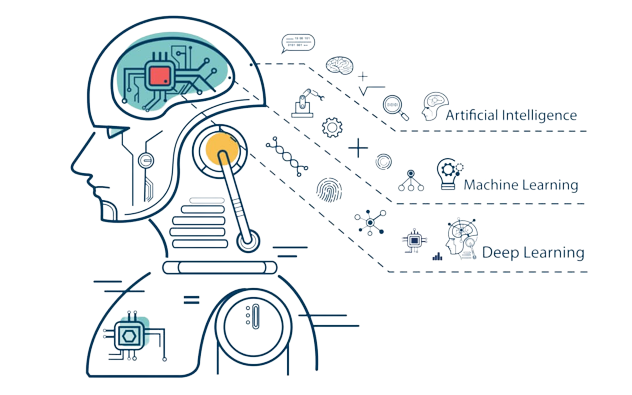 Artificial Intelligence
Machine Learning
Deep Learning